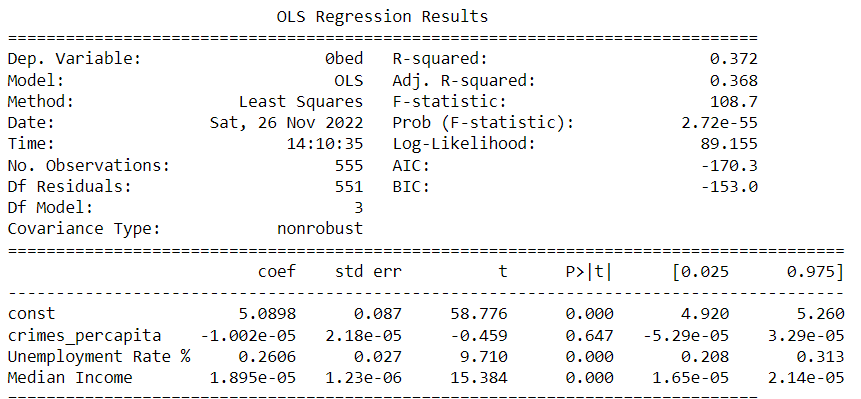 OLS Regression Results
==============================================================================
Dep. Variable: 0bed R-squared: 0.372
Model: OLS Adj. R-squared: 0.368
Method: Least Squares F-statistic: 108.7
Date: Sat, 26 Nov 2022 Prob (F-statistic): 2.72e-55
Time: 14:10:35 Log-Likelihood: 89.155
No. Observations: 555 AIC: -170.3
Df Residuals: 551 BIC: -153.0
Df Model: 3
Covariance Type: nonrobust
=======================================================================================
coef std err t P>|t| [0.025 0.975]
---------------------------------------------------------------------------------------
const 5.0898 0.087 58.776 0.000 4.920 5.260
crimes_percapita -1.002e-05 2.18e-05 -0.459 0.647 -5.29e-05 3.29e-05
Unemployment Rate % 0.2606 0.027 9.710 0.000 0.208 0.313
Median Income 1.895e-05 1.23e-06 15.384 0.000 1.65e-05 2.14e-05
------------------------------------------------------------------------------